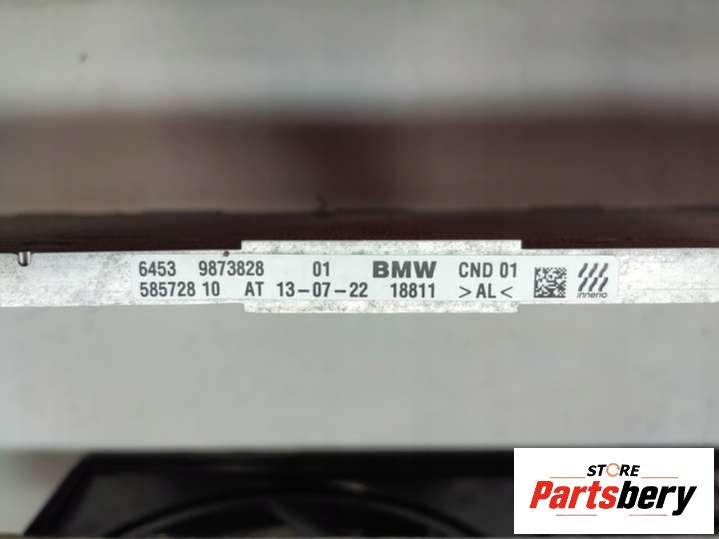 6453 9873828 01 BMW CND 01
585728 10 AT 13-07-22 18811 >AL<
innerio
STORE
Partsbery